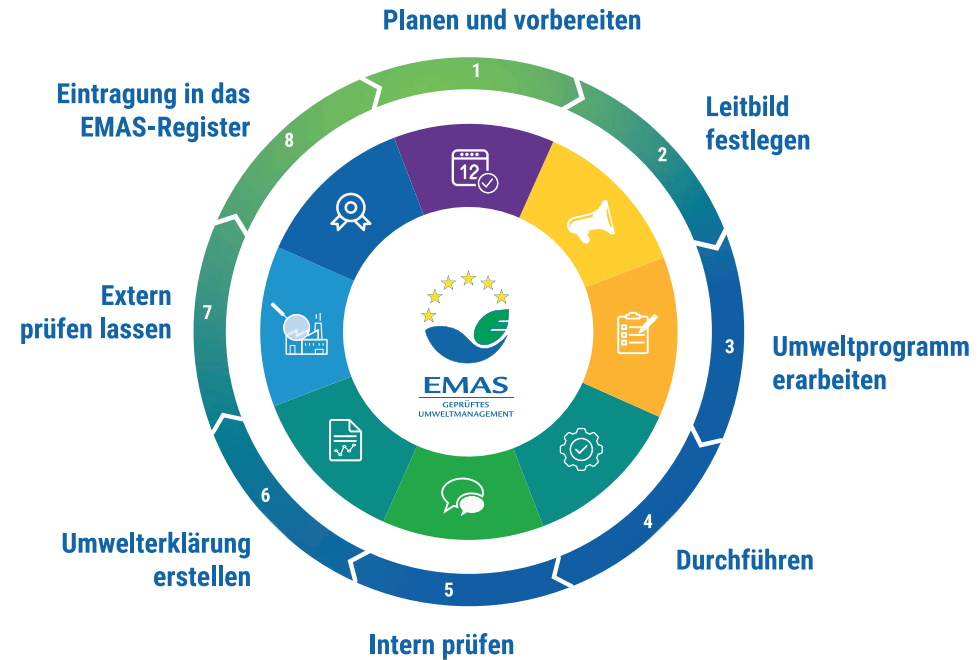 Planen und vorbereiten
1
Leitbild
festlegen
2
Umweltprogramm
erarbeiten
3
Durchführen
4
Intern prüfen
5
Umwelterklärung
erstellen
6
Extern
prüfen lassen
7
Eintragung in das
EMAS-Register
8
12
EMAS
GEPRÜFTES
UMWELTMANAGEMENT